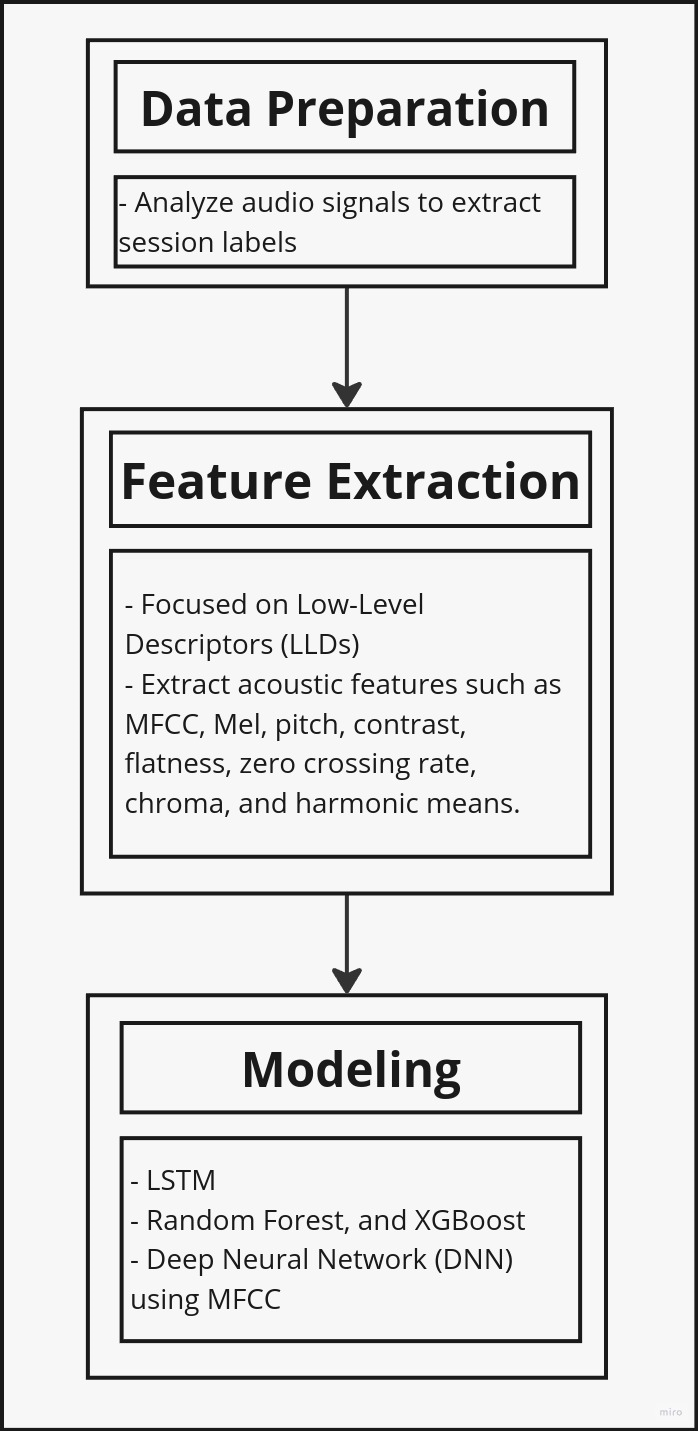 Data Preparation
- Analyze audio signals to extract
session labels
Feature Extraction
- Focused on Low-Level
Descriptors (LLDs)
- Extract acoustic features such as
MFCC, Mel, pitch, contrast,
flatness, zero crossing rate,
chroma, and harmonic means.
Modeling
- LSTM
- Random Forest, and XGBoost
- Deep Neural Network (DNN)
using MFCC
miro